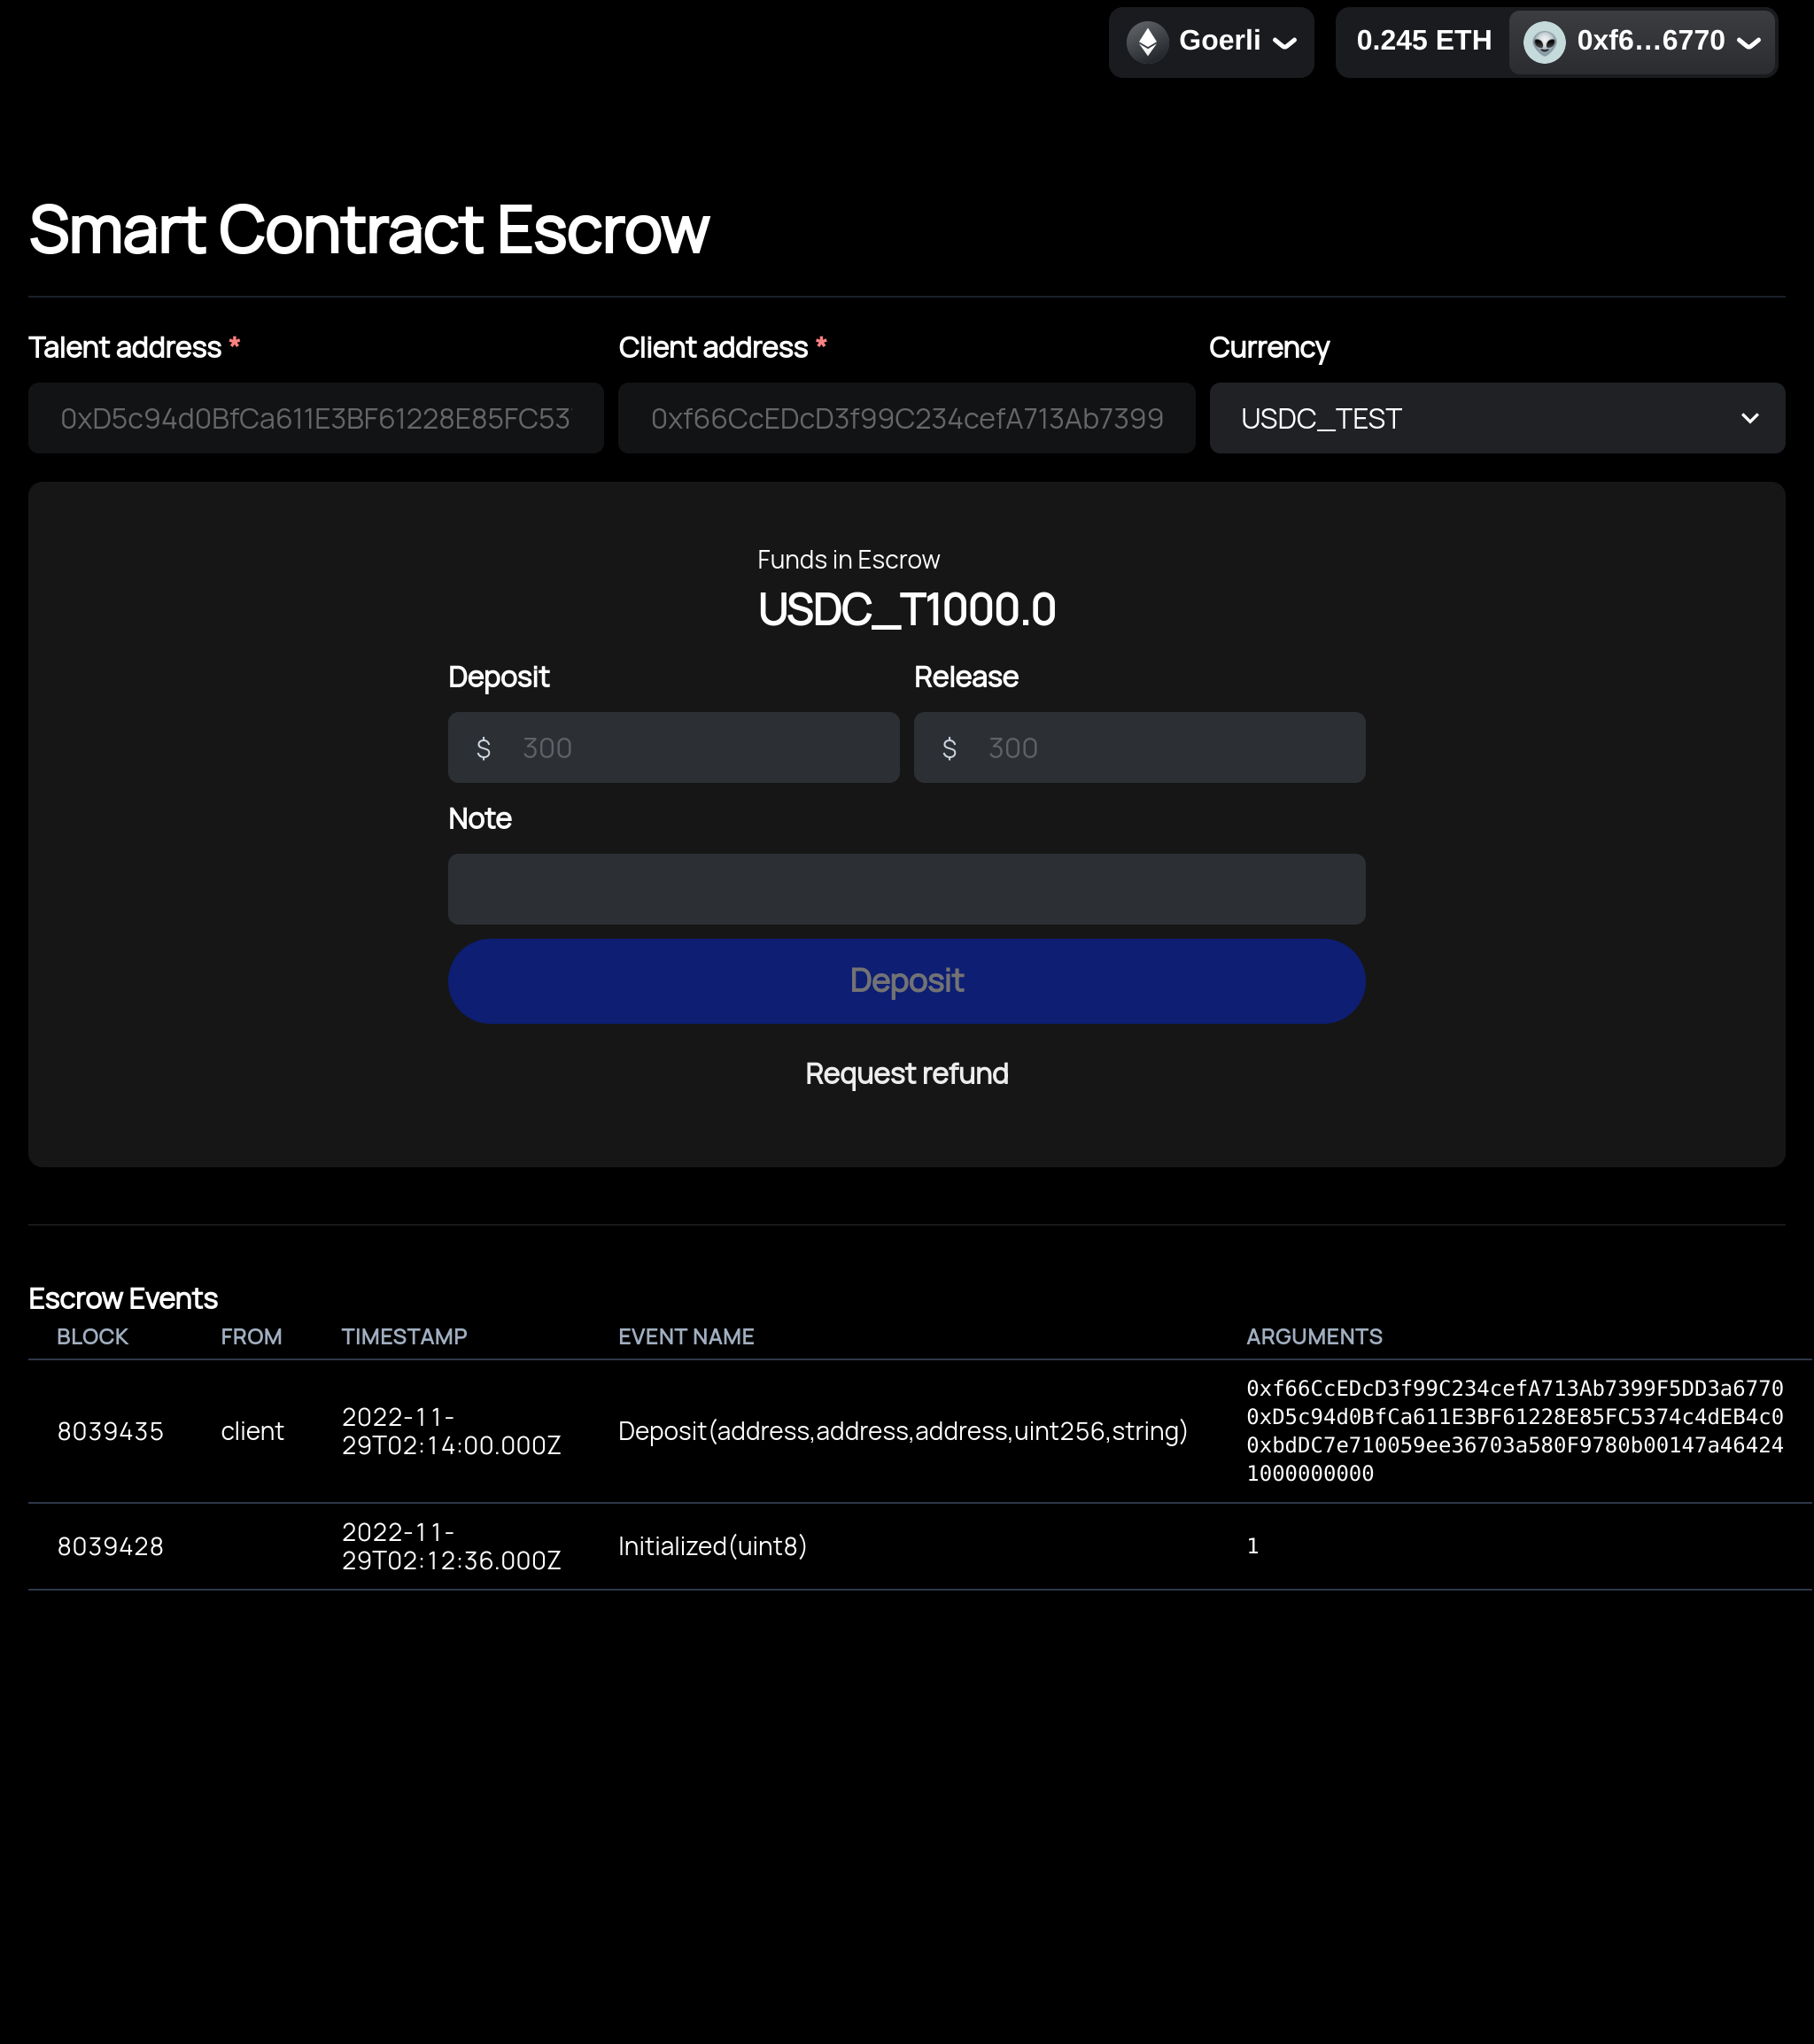 Goerli
0.245 ETH
0xf6...6770
Smart Contract Escrow
Talent address *
Client address *
Currency
0xD5c94d0BfCa611E3BF61228E85FC53
0xf66CcEDcD3f99C234cefA713Ab7399
USDC_TEST
Funds in Escrow
USDC_T1000.0
Deposit
Release
$ 300
$ 300
Note
Deposit
Request refund
Escrow Events
BLOCK FROM TIMESTAMP EVENT NAME ARGUMENTS
8039435
client
2022-11-
29T02:14:00.000Z
Deposit(address,address,address,uint256,string)
0xf66CcEDcD3f99C234cefA713Ab7399F5DD3a6770
0xD5c94d0BfCa611E3BF61228E85FC5374c4dEB4c0
0xbdDC7e710059ee36703a580F9780b00147a46424
1000000000
8039428
2022-11-
29T02:12:36.000Z
Initialized(uint8)
1